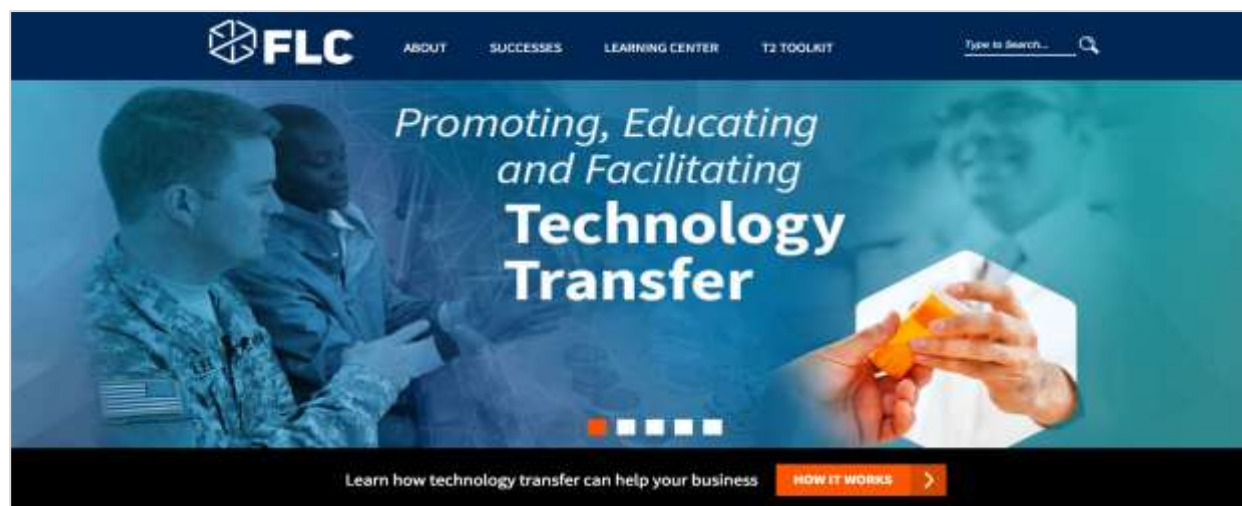 FLC
ABOUT SUCCESSES LEARNING CENTER T2 TOOLKIT
Type to Search...
Promoting, Educating
and Facilitating
Technology
Transfer
Learn how technology transfer can help your business
HOW IT WORKS